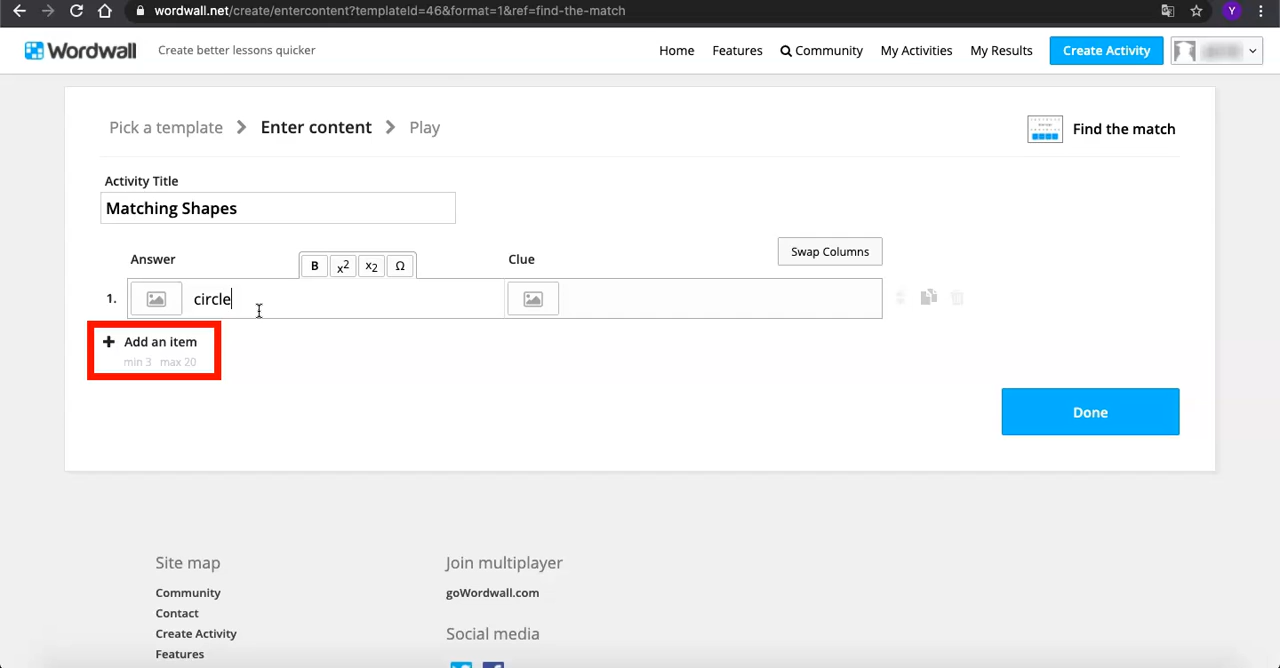 wordwall.net/create/entercontent?templateId=46&format=1&ref=find-the-match
Y
Wordwall
Create better lessons quicker
Home Features Community My Activities My Results Create Activity
Pick a template Enter content Play
Find the match
Activity Title
Matching Shapes
Answer B x² x₂ Ω Clue Swap Columns
1. circle
Add an item
min 3 max 20
Done
Site map Join multiplayer
Community goWordwall.com
Contact
Create Activity Social media
Features